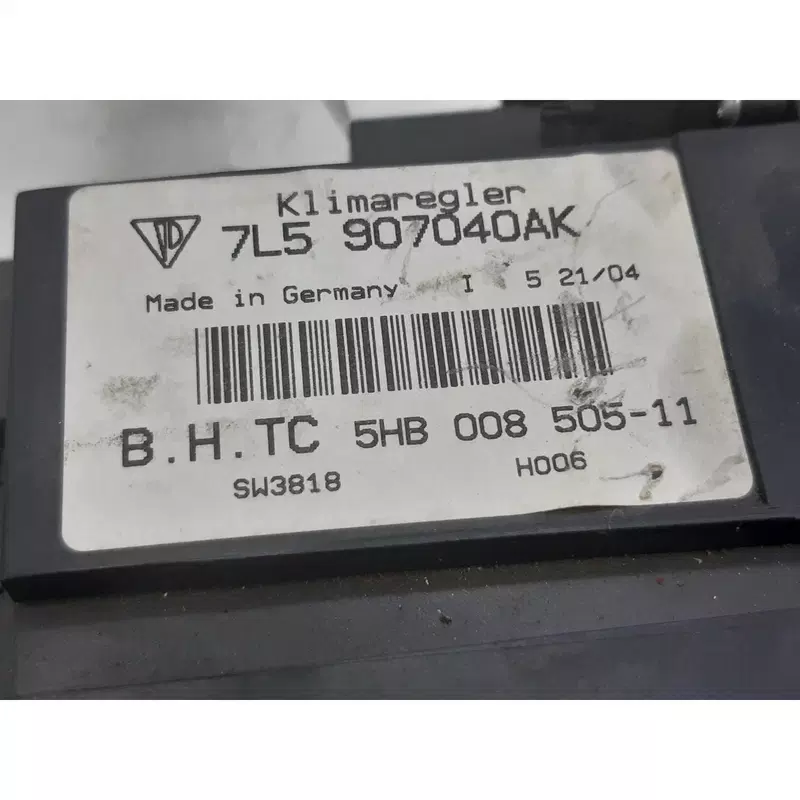 Klimaregler
7L5 907040AK
Made in Germany I 5 21/04
B.H.TC 5HB 008 505-11
SW3818 H006